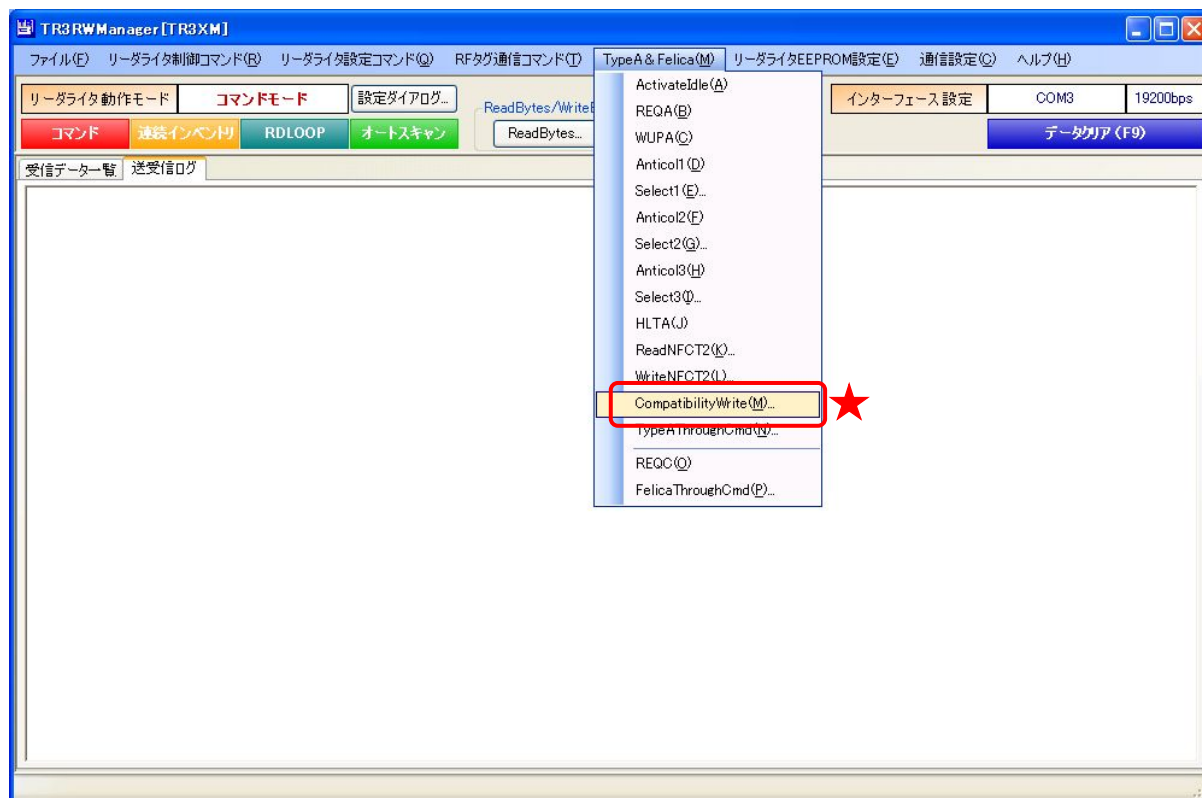 TR3RWManager[TR3XM]
ファイル(F) リーダライタ制御コマンド(R) リーダライタ設定コマンド(Q) RFタグ通信コマンド(T) TypeA&Felica(M) リーダライタEEPROM設定(E) 通信設定(C) ヘルプ(H)
リーダライタ動作モード コマンドモード 設定ダイアログ... ReadBytes/Write インターフェース設定 COM3 19200bps
コマンド 連続インベントリ RDLOOP オートスキャン ReadBytes... データクリア(F9)
受信データ一覧 送受信ログ
ActivateIdle(A)
REQA(B)
WUPA(C)
Anticol1(D)
Select1(E)...
Anticol2(F)
Select2(G)...
Anticol3(H)
Select3(I)...
HLTA(J)
ReadNFCT2(K)...
WriteNFCT2(L)...
CompatibilityWrite(M)...
TypeAThroughCmd(N)...
REQC(O)
FelicaThroughCmd(P)...